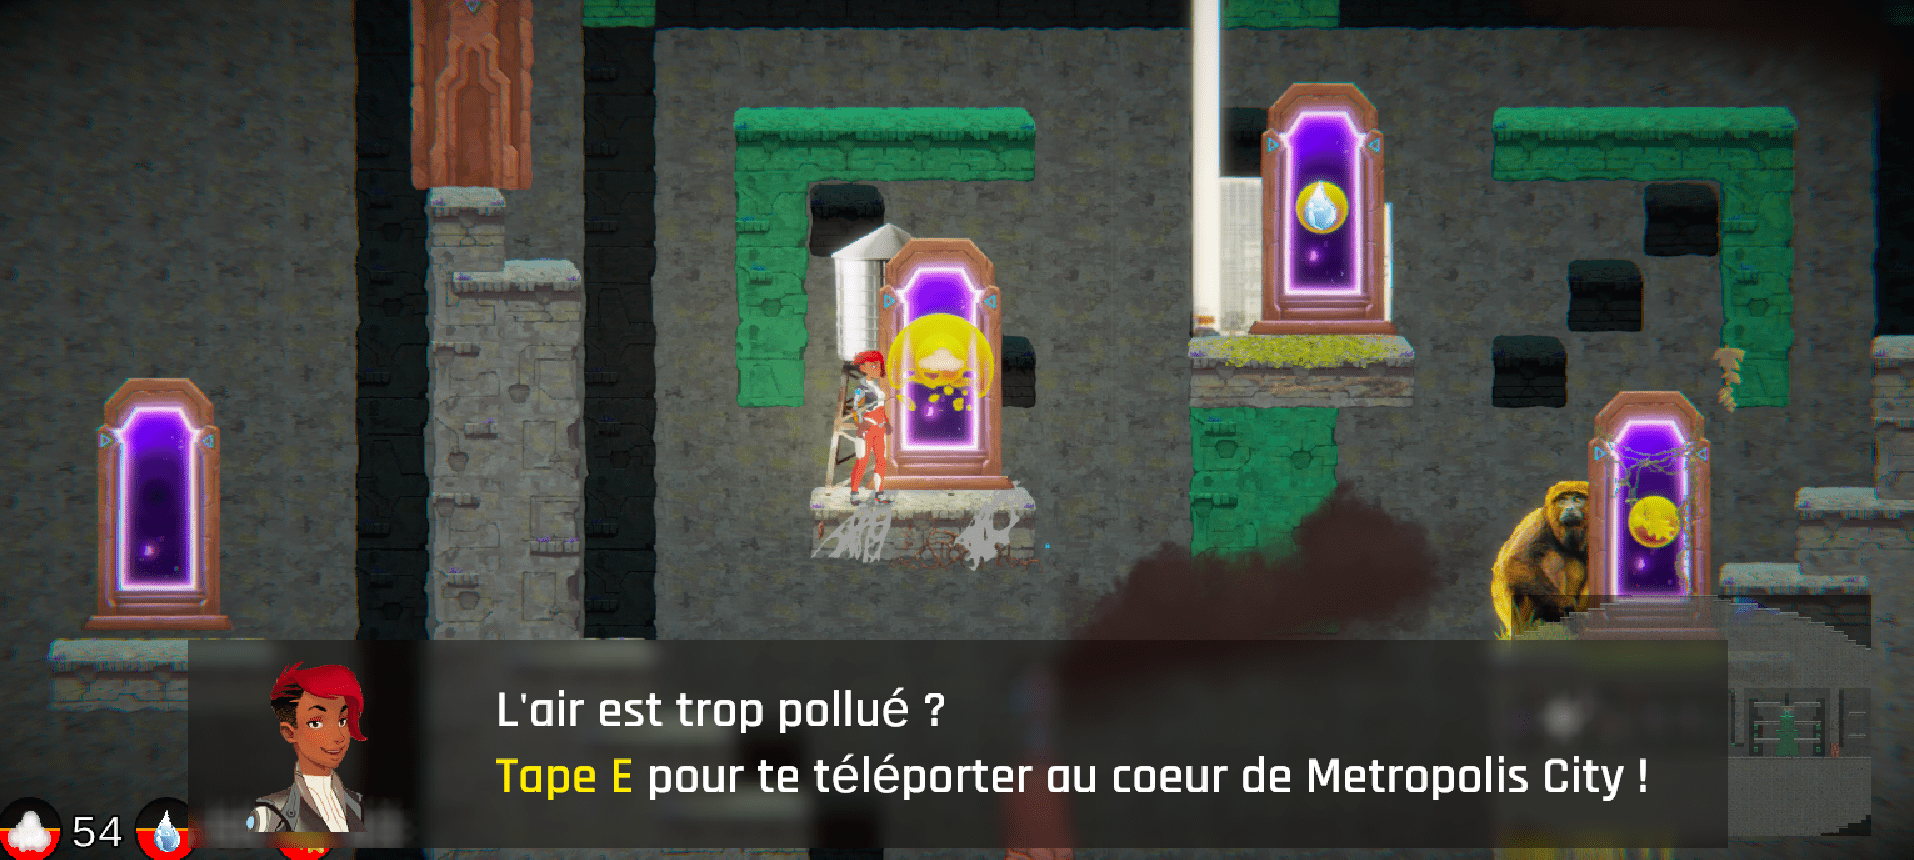 L'air est trop pollué ?
Tape E pour te téléporter au coeur de Metropolis City !
54